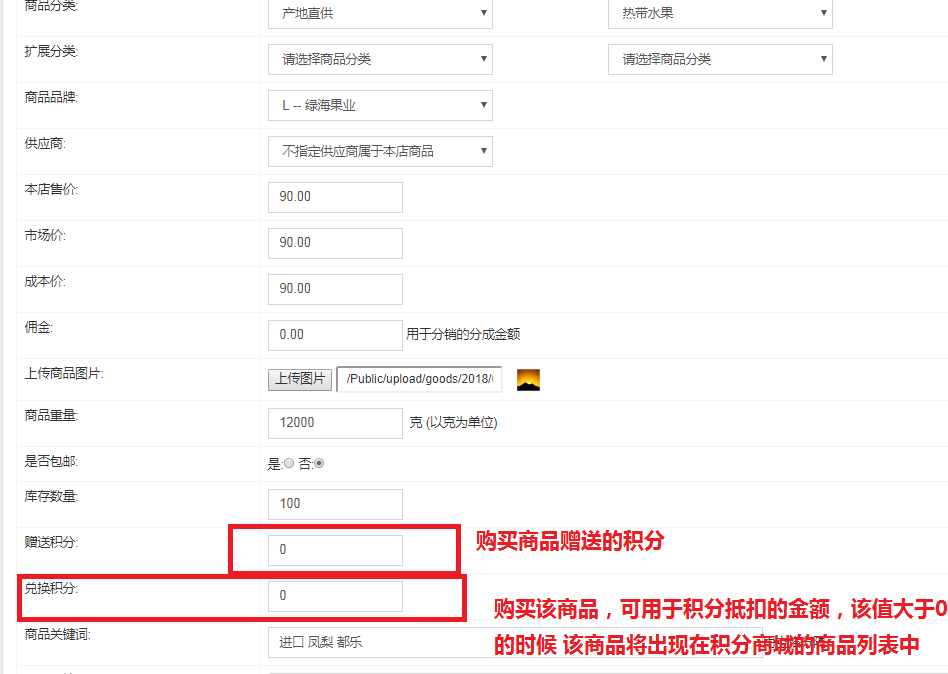 商品分类:
产地直供 热带水果
扩展分类:
请选择商品分类 请选择商品分类
商品品牌:
L -- 绿海果业
供应商:
不指定供应商属于本店商品
本店售价:
90.00
市场价:
90.00
成本价:
90.00
佣金:
0.00 用于分销的分成金额
上传商品图片:
上传图片 /Public/upload/goods/2018/
商品重量:
12000 克 (以克为单位)
是否包邮:
是: 否:
库存数量:
100
赠送积分:
0 购买商品赠送的积分
兑换积分:
0
购买该商品，可用于积分抵扣的金额，该值大于0
的时候 该商品将出现在积分商城的商品列表中
商品关键词:
进口 凤梨 都乐